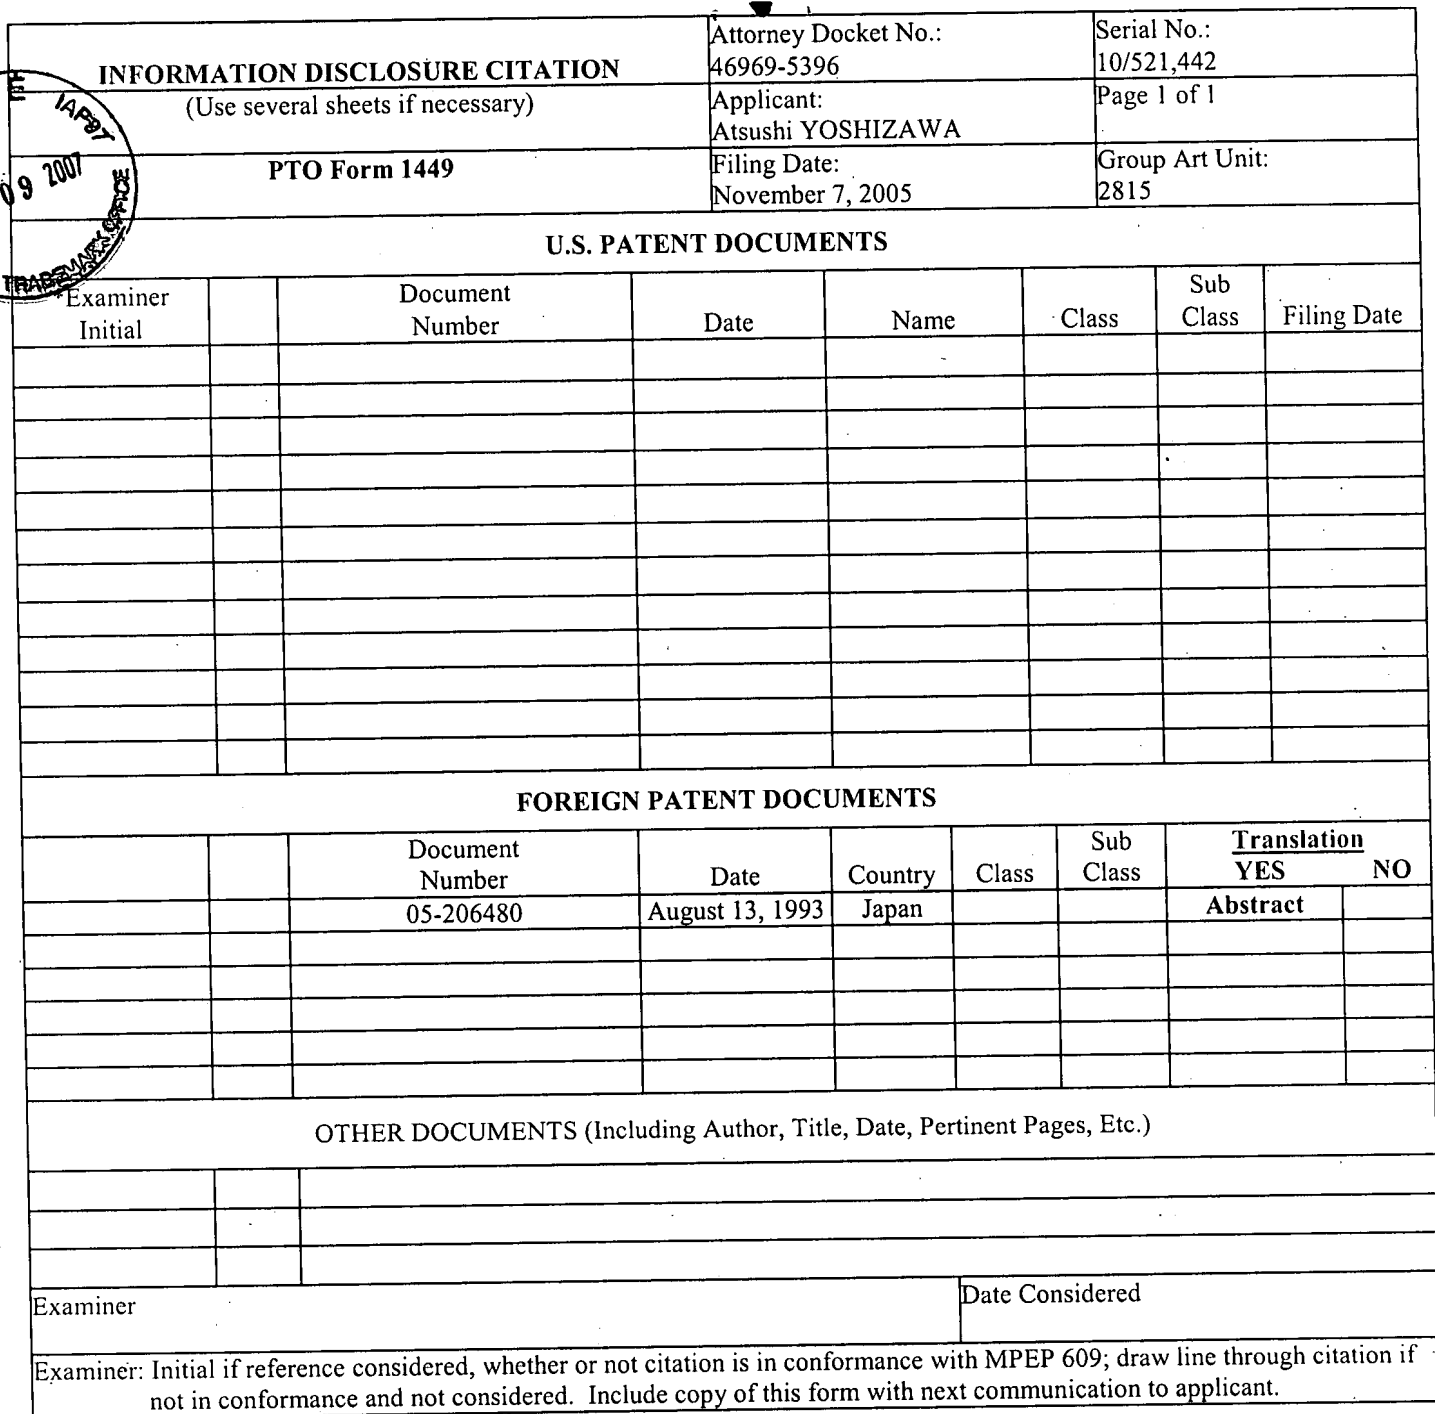 INFORMATION DISCLOSURE CITATION
(Use several sheets if necessary)
PTO Form 1449
Attorney Docket No.:
46969-5396
Serial No.:
10/521,442
Applicant:
Atsushi YOSHIZAWA
Page 1 of 1
Filing Date:
November 7, 2005
Group Art Unit:
2815
IAP97
09 2007
TRADEMARK OFFICE
U.S. PATENT DOCUMENTS
Examiner
Initial
Document
Number
Date
Name
Class
Sub
Class
Filing Date
FOREIGN PATENT DOCUMENTS
Document
Number
Date
Country
Class
Sub
Class
Translation
YES NO
05-206480 August 13, 1993 Japan Abstract
OTHER DOCUMENTS (Including Author, Title, Date, Pertinent Pages, Etc.)
Examiner
Date Considered
Examiner: Initial if reference considered, whether or not citation is in conformance with MPEP 609; draw line through citation if
not in conformance and not considered. Include copy of this form with next communication to applicant.